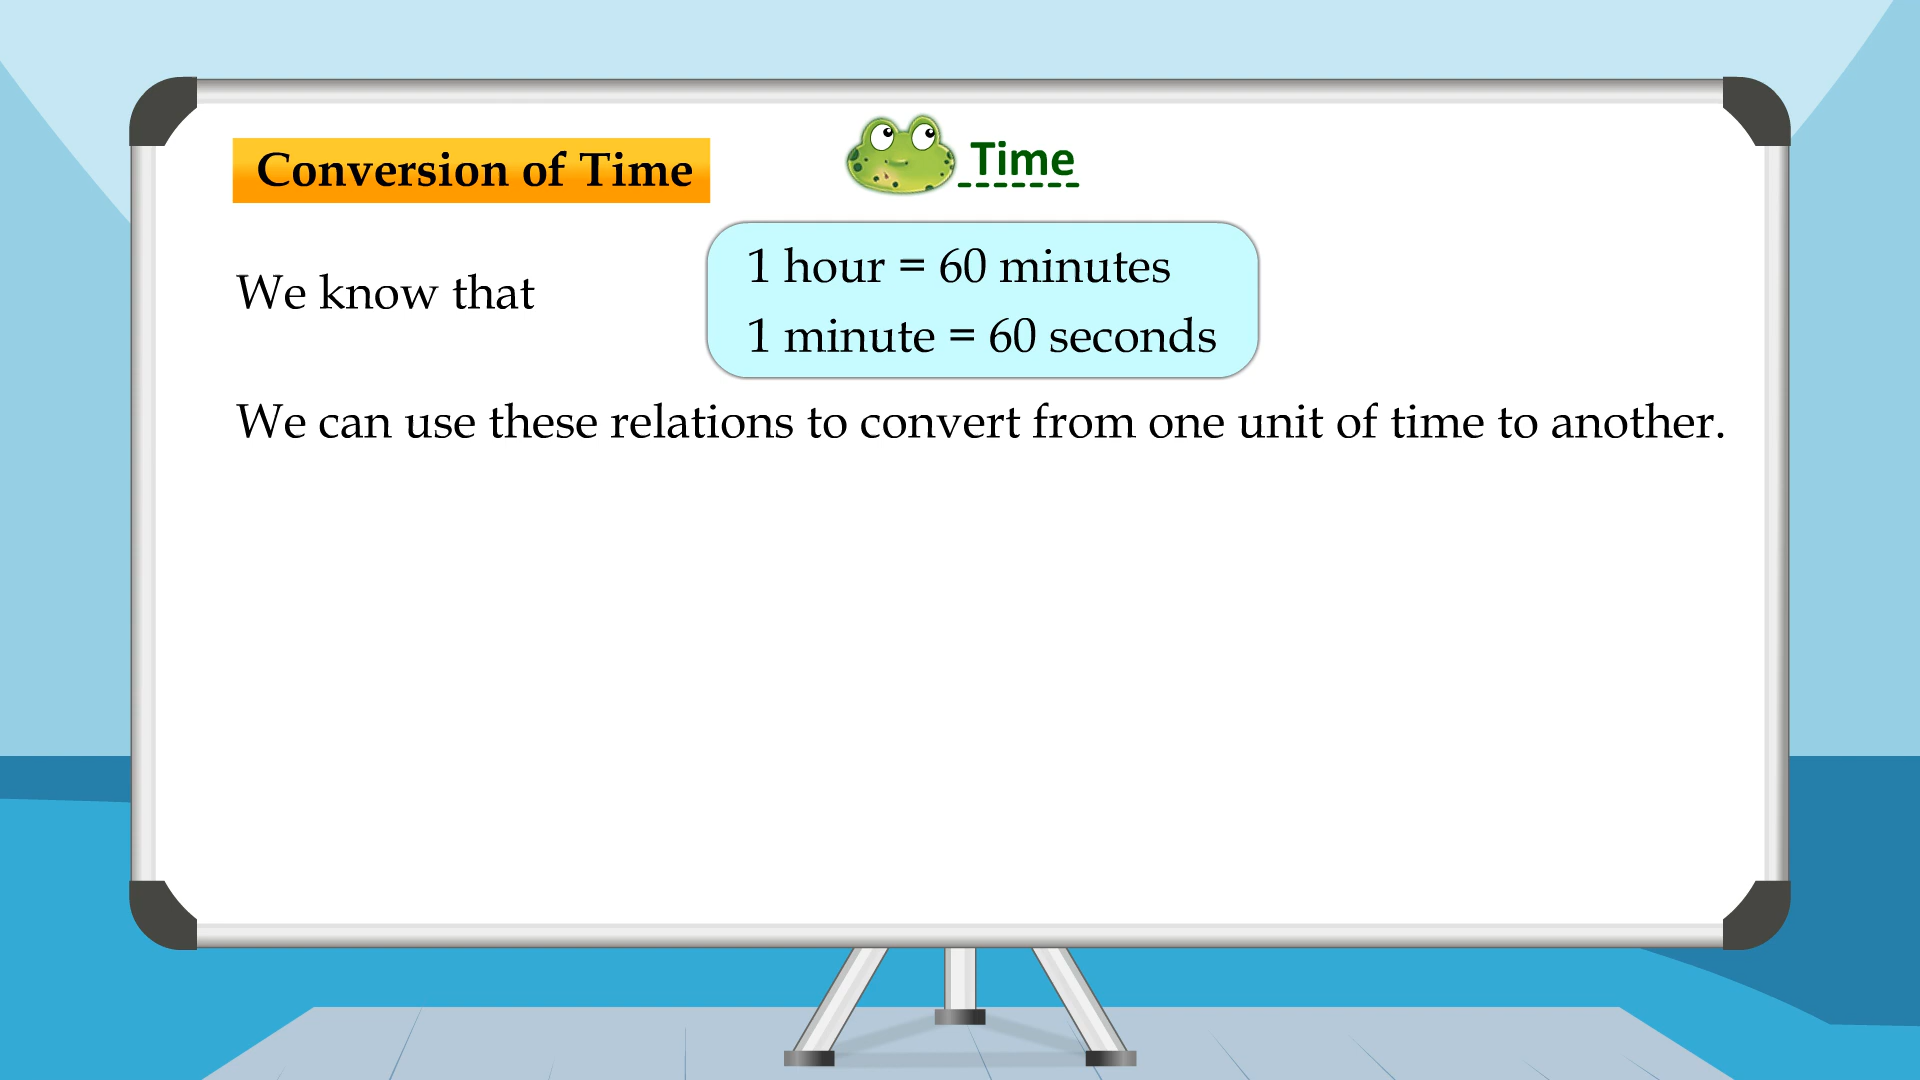 Time
Conversion of Time
We know that
1 hour = 60 minutes
1 minute = 60 seconds
We can use these relations to convert from one unit of time to another.